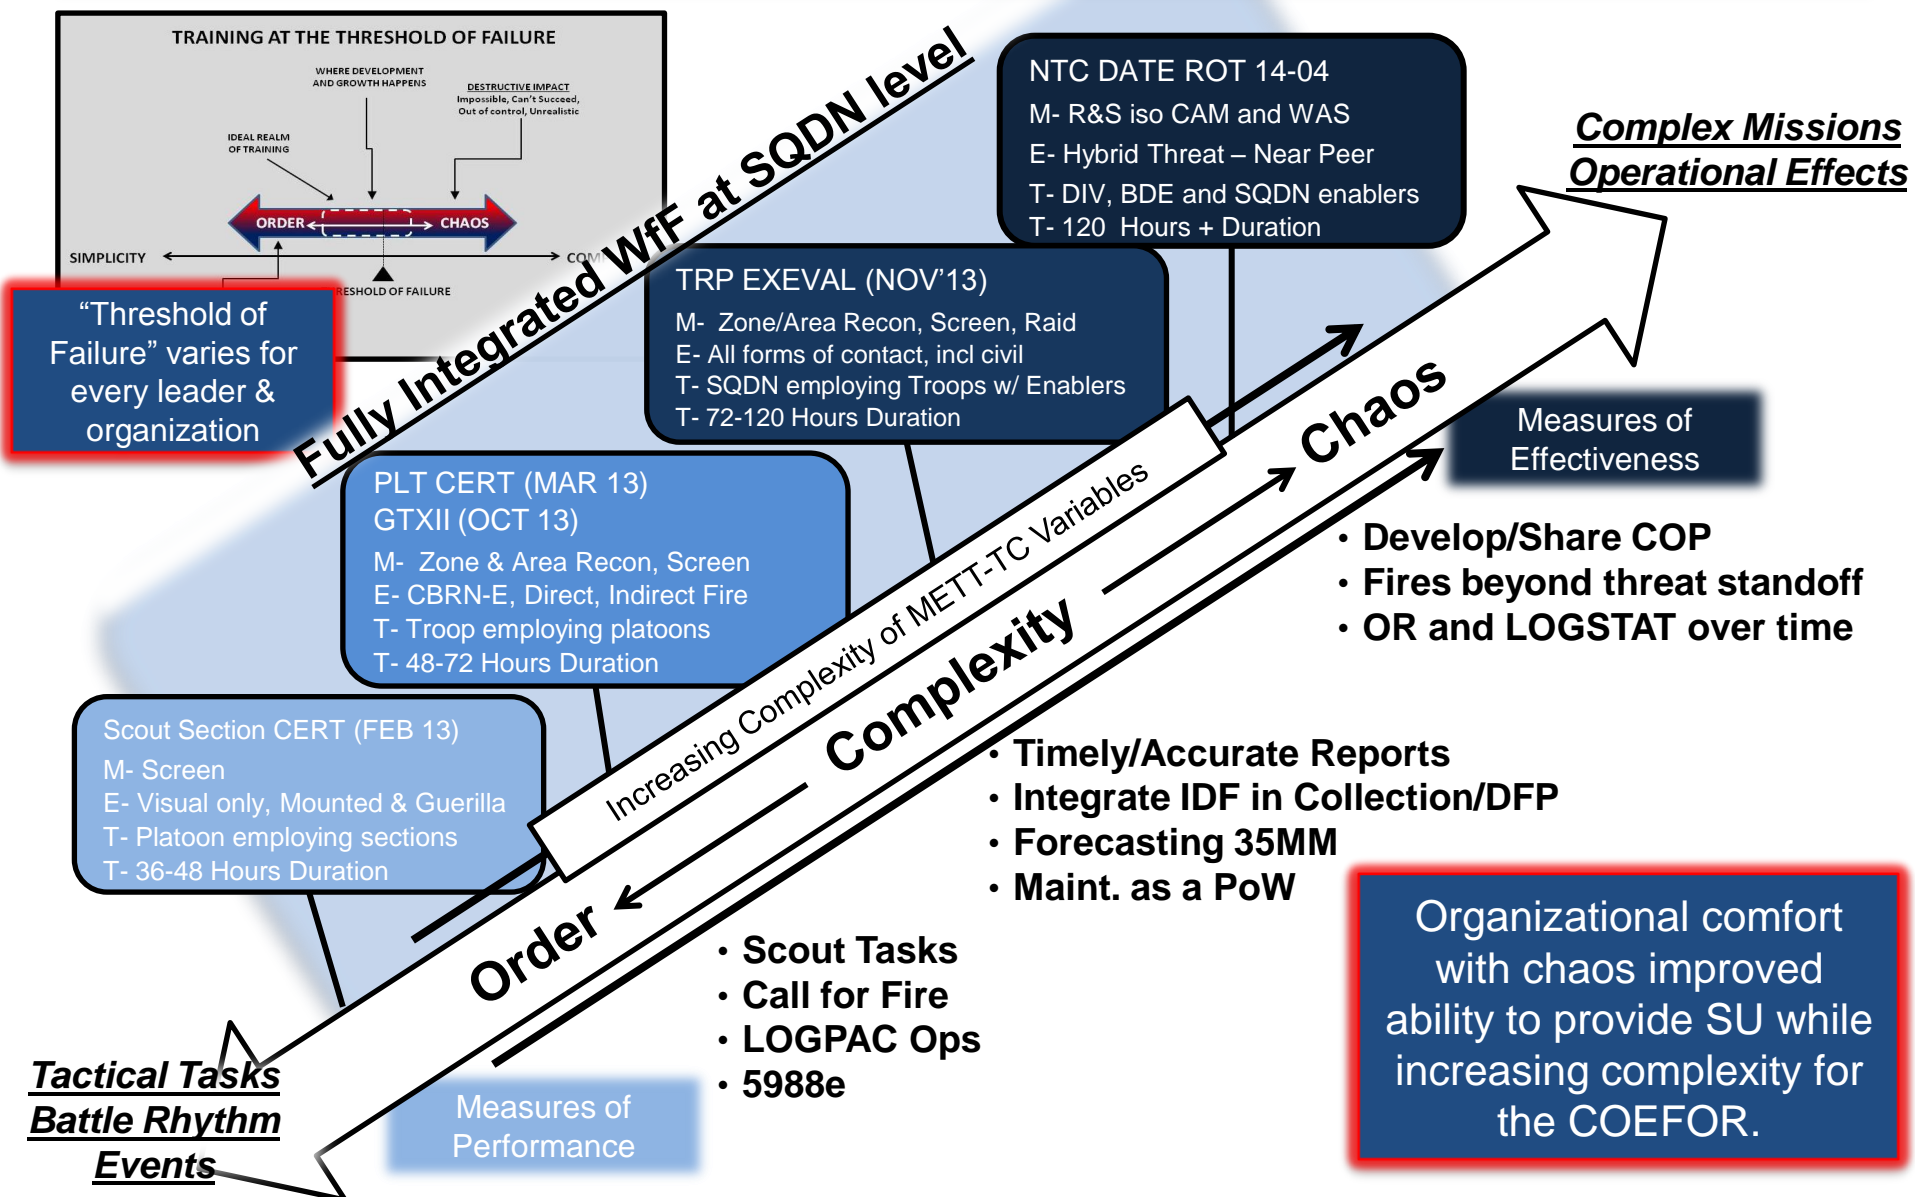 TRAINING AT THE THRESHOLD OF FAILURE
WHERE DEVELOPMENT
AND GROWTH HAPPENS
DESTRUCTIVE IMPACT
Impossible, Can't Succeed,
Out of control, Unrealistic
IDEAL REALM
OF TRAINING
ORDER
CHAOS
SIMPLICITY
OF FAILURE
“Threshold of
Failure” varies for
every leader &
organization
Fully Integrated WfF at SQDN level
NTC DATE ROT 14-04
M- R&S iso CAM and WAS
E- Hybrid Threat – Near Peer
T- DIV, BDE and SQDN enablers
T- 120 Hours + Duration
Complex Missions
Operational Effects
TRP EXEVAL (NOV’13)
M- Zone/Area Recon, Screen, Raid
E- All forms of contact, incl civil
T- SQDN employing Troops w/ Enablers
T- 72-120 Hours Duration
PLT CERT (MAR 13)
GTXII (OCT 13)
M- Zone & Area Recon, Screen
E- CBRN-E, Direct, Indirect Fire
T- Troop employing platoons
T- 48-72 Hours Duration
Scout Section CERT (FEB 13)
M- Screen
E- Visual only, Mounted & Guerilla
T- Platoon employing sections
T- 36-48 Hours Duration
Increasing Complexity of METT-TC Variables
Chaos
Complexity
Order
Measures of
Effectiveness
• Develop/Share COP
• Fires beyond threat standoff
• OR and LOGSTAT over time
• Timely/Accurate Reports
• Integrate IDF in Collection/DFP
• Forecasting 35MM
• Maint. as a PoW
• Scout Tasks
• Call for Fire
• LOGPAC Ops
• 5988e
Measures of
Performance
Tactical Tasks
Battle Rhythm
Events
Organizational comfort
with chaos improved
ability to provide SU while
increasing complexity for
the COEFOR.